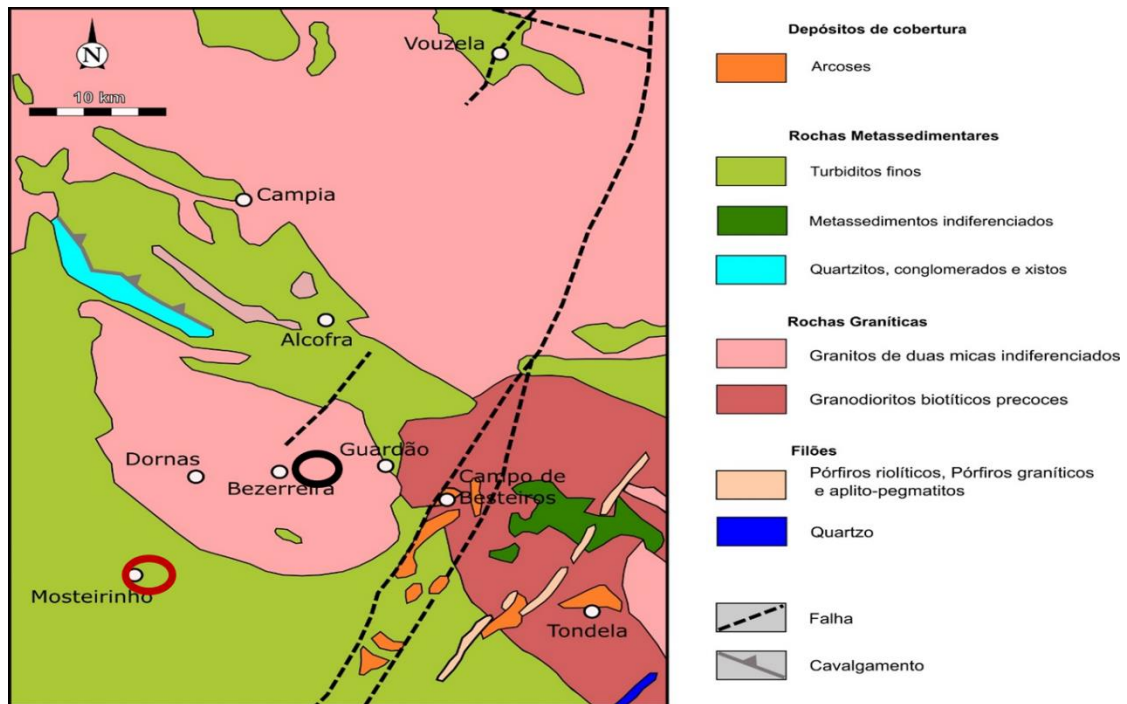 Vouzela
N
10 km
Campia
Alcofra
Dornas
Bezerreira
Guardão
Campo de
Besteiros
Mosteirinho
Tondela
Depósitos de cobertura
Arcoses
Rochas Metassedimentares
Turbiditos finos
Metassedimentos indiferenciados
Quartzitos, conglomerados e xistos
Rochas Graníticas
Granitos de duas micas indiferenciados
Granodioritos biotíticos precoces
Filões
Pórfiros riolíticos, Pórfiros graníticos
e aplito-pegmatitos
Quartzo
Falha
Cavalgamento